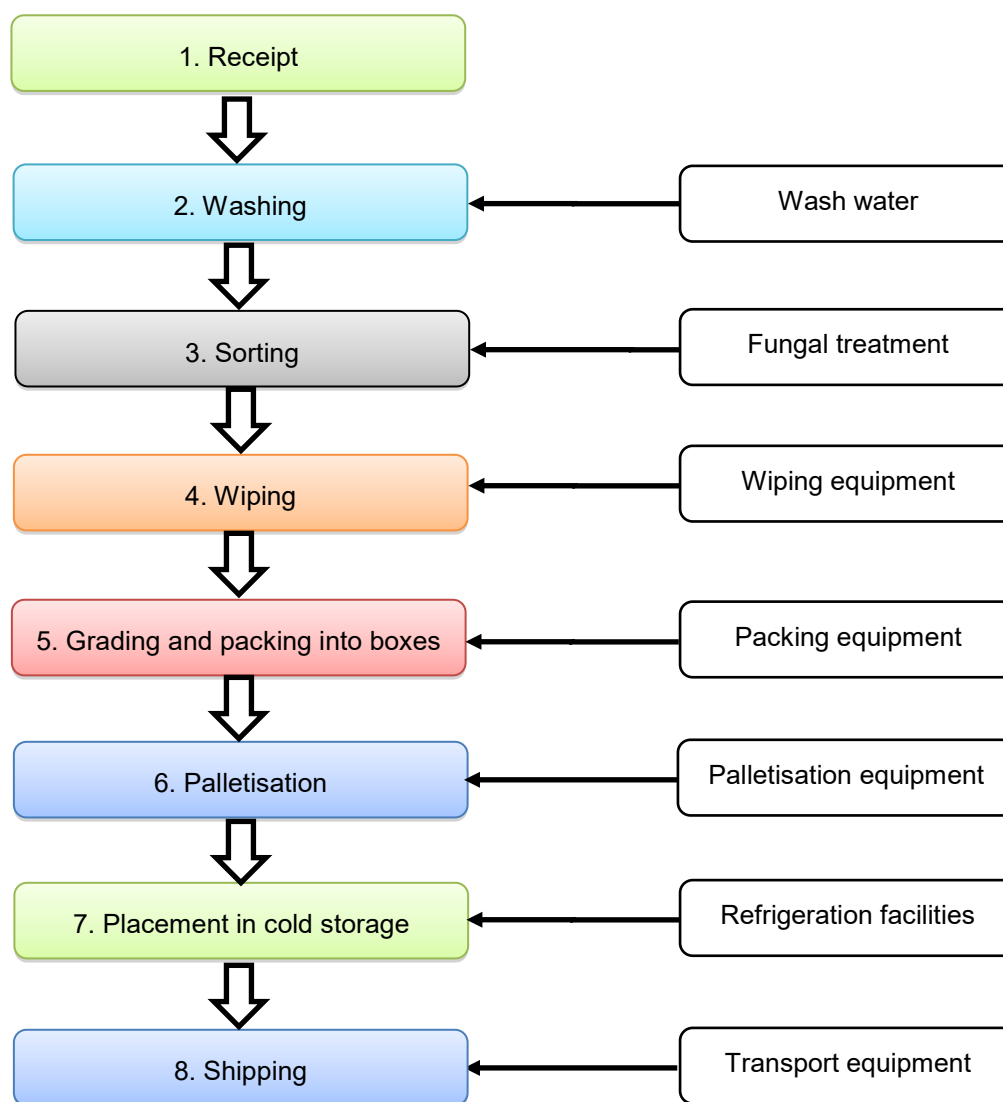 1. Receipt
2. Washing
Wash water
3. Sorting
Fungal treatment
4. Wiping
Wiping equipment
5. Grading and packing into boxes
Packing equipment
6. Palletisation
Palletisation equipment
7. Placement in cold storage
Refrigeration facilities
8. Shipping
Transport equipment